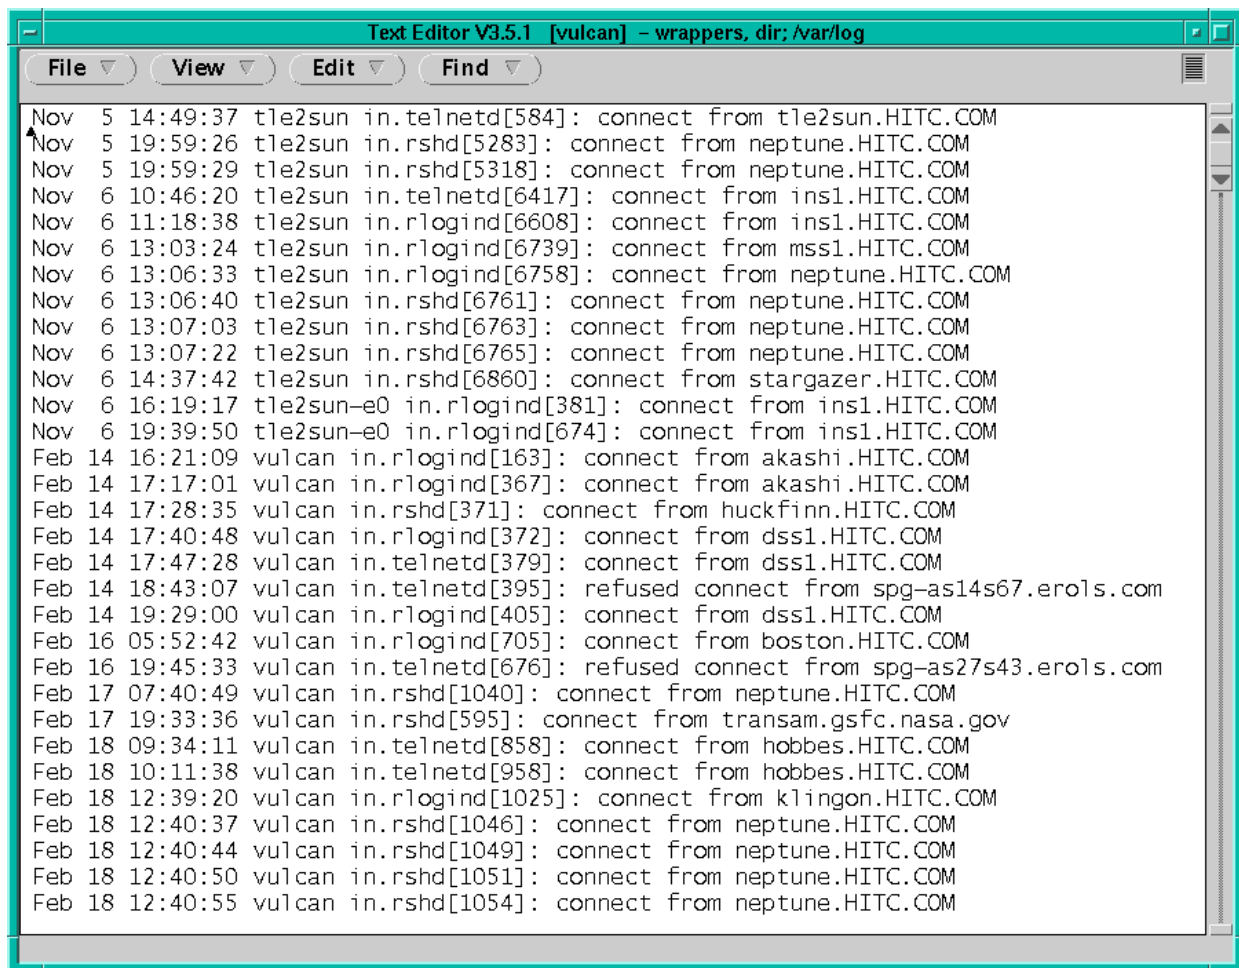 Text Editor V3.5.1 [vulcan] – wrappers, dir; /var/log
File View Edit Find
Nov  5 14:49:37 tle2sun in.telnetd[584]: connect from tle2sun.HITC.COM
Nov  5 19:59:26 tle2sun in.rshd[5283]: connect from neptune.HITC.COM
Nov  5 19:59:29 tle2sun in.rshd[5318]: connect from neptune.HITC.COM
Nov  6 10:46:20 tle2sun in.telnetd[6417]: connect from ins1.HITC.COM
Nov  6 11:18:38 tle2sun in.rlogind[6608]: connect from ins1.HITC.COM
Nov  6 13:03:24 tle2sun in.rlogind[6739]: connect from mss1.HITC.COM
Nov  6 13:06:33 tle2sun in.rlogind[6758]: connect from neptune.HITC.COM
Nov  6 13:06:40 tle2sun in.rshd[6761]: connect from neptune.HITC.COM
Nov  6 13:07:03 tle2sun in.rshd[6763]: connect from neptune.HITC.COM
Nov  6 13:07:22 tle2sun in.rshd[6765]: connect from neptune.HITC.COM
Nov  6 14:37:42 tle2sun in.rshd[6860]: connect from stargazer.HITC.COM
Nov  6 16:19:17 tle2sun-e0 in.rlogind[381]: connect from ins1.HITC.COM
Nov  6 19:39:50 tle2sun-e0 in.rlogind[674]: connect from ins1.HITC.COM
Feb 14 16:21:09 vulcan in.rlogind[163]: connect from akashi.HITC.COM
Feb 14 17:17:01 vulcan in.rlogind[367]: connect from akashi.HITC.COM
Feb 14 17:28:35 vulcan in.rshd[371]: connect from huckfinn.HITC.COM
Feb 14 17:40:48 vulcan in.rlogind[372]: connect from dss1.HITC.COM
Feb 14 17:47:28 vulcan in.telnetd[379]: connect from dss1.HITC.COM
Feb 14 18:43:07 vulcan in.telnetd[395]: refused connect from spg-as14s67.erols.com
Feb 14 19:29:00 vulcan in.rlogind[405]: connect from dss1.HITC.COM
Feb 16 05:52:42 vulcan in.rlogind[705]: connect from boston.HITC.COM
Feb 16 19:45:33 vulcan in.telnetd[676]: refused connect from spg-as27s43.erols.com
Feb 17 07:40:49 vulcan in.rshd[1040]: connect from neptune.HITC.COM
Feb 17 19:33:36 vulcan in.rshd[595]: connect from transam.gsfc.nasa.gov
Feb 18 09:34:11 vulcan in.telnetd[858]: connect from hobbes.HITC.COM
Feb 18 10:11:38 vulcan in.telnetd[958]: connect from hobbes.HITC.COM
Feb 18 12:39:20 vulcan in.rlogind[1025]: connect from klingon.HITC.COM
Feb 18 12:40:37 vulcan in.rshd[1046]: connect from neptune.HITC.COM
Feb 18 12:40:44 vulcan in.rshd[1049]: connect from neptune.HITC.COM
Feb 18 12:40:50 vulcan in.rshd[1051]: connect from neptune.HITC.COM
Feb 18 12:40:55 vulcan in.rshd[1054]: connect from neptune.HITC.COM